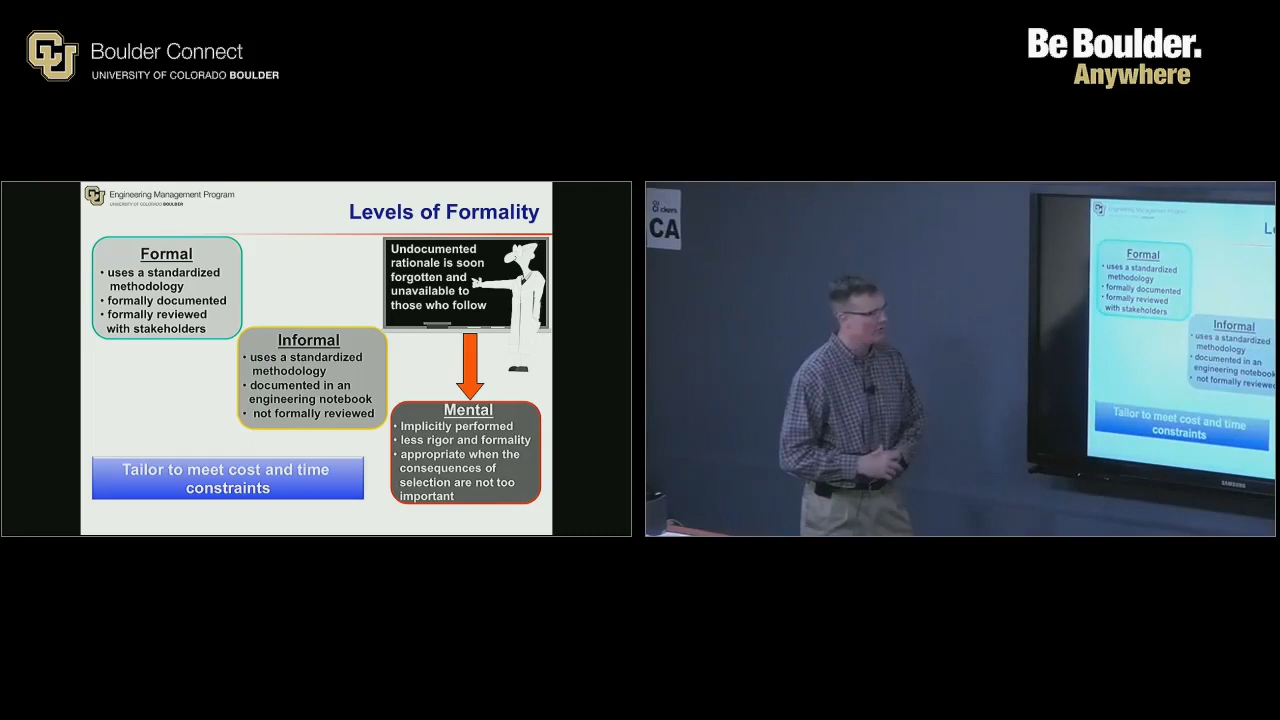 Boulder Connect
UNIVERSITY OF COLORADO BOULDER
Be Boulder.
Anywhere
Engineering Management Program
UNIVERSITY OF COLORADO BOULDER
Levels of Formality
Formal
• uses a standardized
methodology
• formally documented
• formally reviewed
with stakeholders
Informal
• uses a standardized
methodology
• documented in an
engineering notebook
• not formally reviewed
Undocumented
rationale is soon
forgotten and
unavailable to
those who follow
Mental
• Implicitly performed
• less rigor and formality
• appropriate when the
consequences of
selection are not too
important
Tailor to meet cost and time
constraints
CA
Engineering Management Program
Formal
• uses a standardized
methodology
• formally documented
• formally reviewed
with stakeholders
Informal
• uses a standardized
methodology
• documented in an
engineering notebook
• not formally reviewed
Tailor to meet cost and time
constraints
SAMSUNG